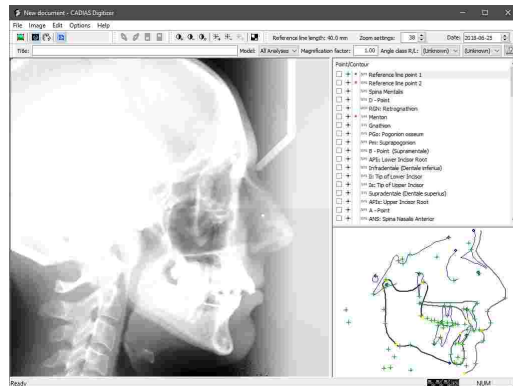 New document - CADIAS Digitizer
File Image Edit Options Help
Reference line length: 40.0 mm Zoom settings: 38 Date: 2018-06-25
Title: Model: All Analyses Magnification factor: 1.00 Angle class R/L: (Unknown) (Unknown)
Point/Contour
Reference line point 1
Reference line point 2
Spina Mentalis
D - Point
RGN: Retrognathion
Menton
Gnathion
PGo: Pogonion osseum
Pm: Suprapogonion
B - Point (Supramentale)
APIi: Lower Incisor Root
Infradentale (Dentale inferius)
Ii: Tip of Lower Incisor
Is: Tip of Upper Incisor
Supradentale (Dentale superius)
APIs: Upper Incisor Root
A - Point
ANS: Spina Nasalis Anterior
Ready NUM